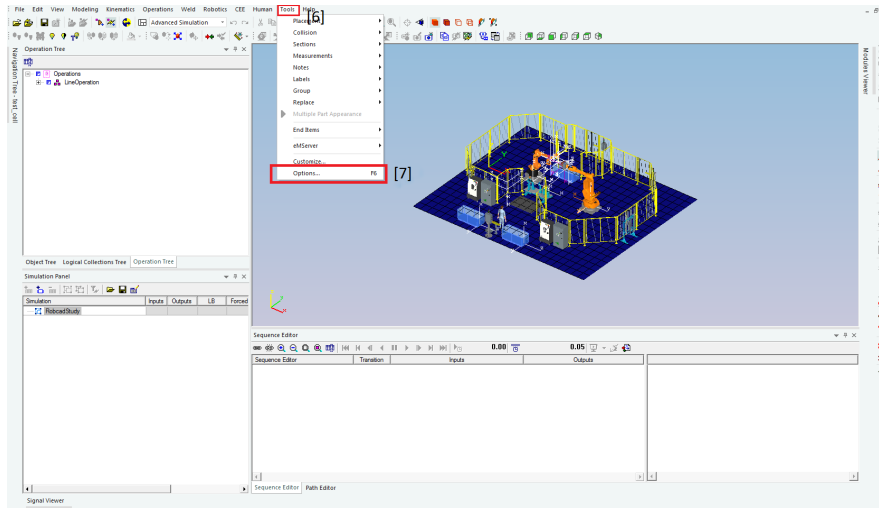 File Edit View Modeling Kinematics Operations Weld Robotics CEE Human Tools Help
[6]
Advanced Simulation
Placement
Collision
Sections
Measurements
Notes
Labels
Group
Replace
Multiple Part Appearance
End Items
eMServer
Customize...
Options... F6
[7]
Operation Tree
Operations
LineOperation
Navigation Tree - test_cell
Modules Viewer
Object Tree Logical Collections Tree Operation Tree
Simulation Panel
Simulation Inputs Outputs LB Forced
RobcadStudy
Sequence Editor
0.00 0.05
Sequence Editor Transition Inputs Outputs
Sequence Editor Path Editor
Signal Viewer